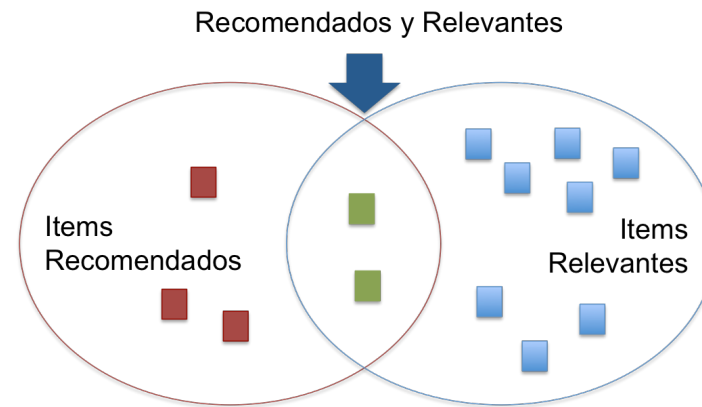 Recomendados y Relevantes
Items
Recomendados
Items
Relevantes